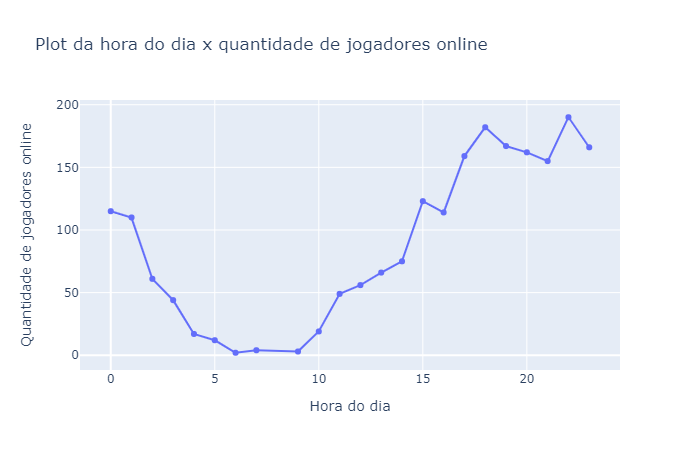 Plot da hora do dia x quantidade de jogadores online
Quantidade de jogadores online
200
150
100
50
0
0 5 10 15 20
Hora do dia